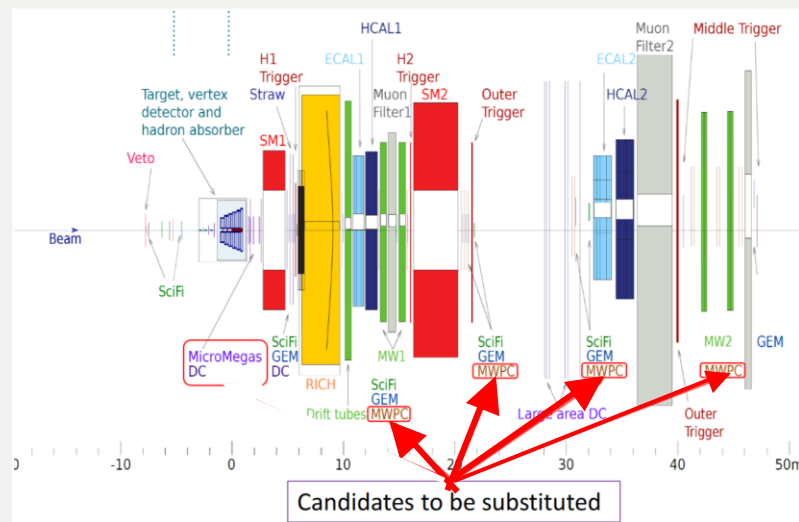 HCAL1
H1
Trigger
ECAL1
H2
Trigger
Muon
Filter2
Middle Trigger
ECAL2
Straw
Muon
Filter1
SM2
Outer
Trigger
HCAL2
Target, vertex
detector and
hadron absorber
SM1
Veto
Beam
SciFi
MicroMegas
DC
SciFi
GEM
DC
RICH
MW1
Drift tubes
SciFi
GEM
MWPC
SciFi
GEM
MWPC
SciFi
GEM
MWPC
Large area DC
MW2
MWPC
GEM
Outer
Trigger
-10
0
10
30
40
50m
Candidates to be substituted